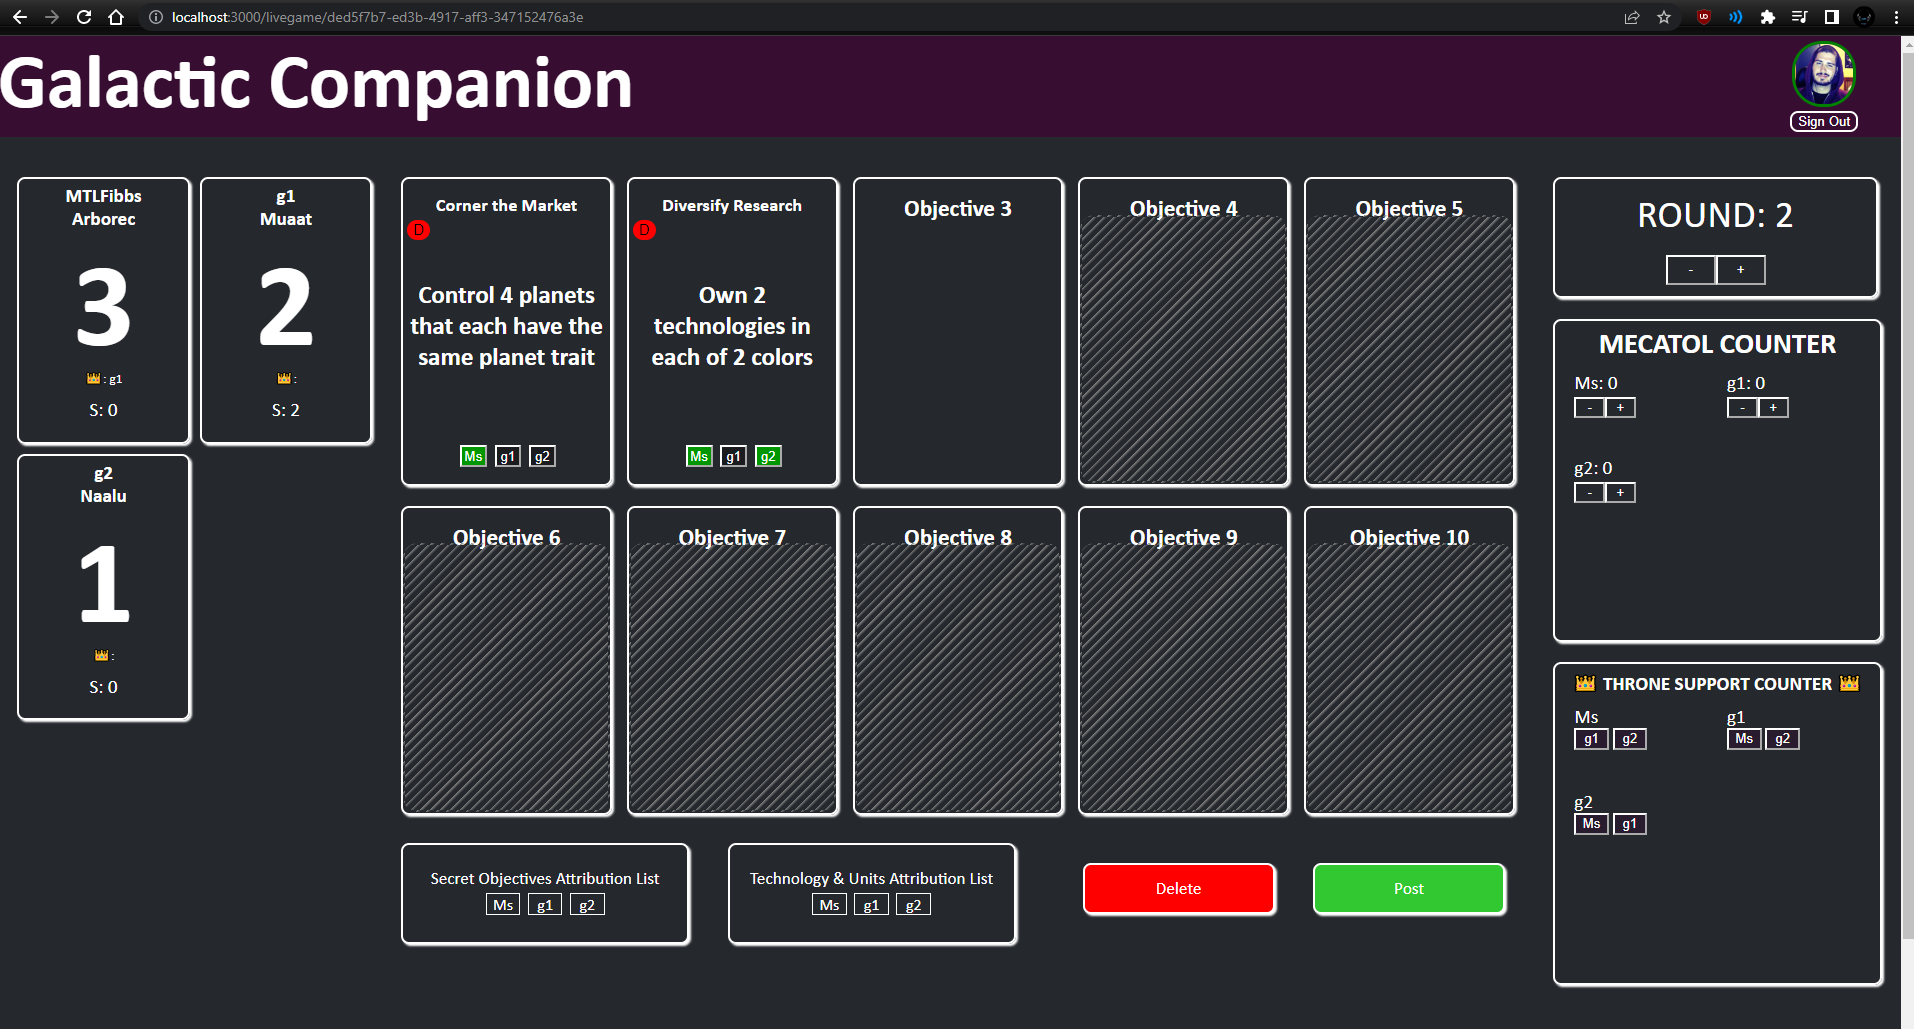 localhost:3000/livegame/ded5f7b7-ed3b-4917-aff3-347152476a3e
Galactic Companion
Sign Out
MTLFibbs
Arborec
3
👑 : g1
S: 0
g1
Muaat
2
👑 :
S: 2
g2
Naalu
1
👑 :
S: 0
Corner the Market
D
Control 4 planets
that each have the
same planet trait
Ms g1 g2
Diversify Research
D
Own 2
technologies in
each of 2 colors
Ms g1 g2
Objective 3
Objective 4
Objective 5
Objective 6
Objective 7
Objective 8
Objective 9
Objective 10
Secret Objectives Attribution List
Ms g1 g2
Technology & Units Attribution List
Ms g1 g2
Delete
Post
ROUND: 2
- +
MECATOL COUNTER
Ms: 0
- +
g1: 0
- +
g2: 0
- +
👑 THRONE SUPPORT COUNTER 👑
Ms
g1 g2
g1
Ms g2
g2
Ms g1